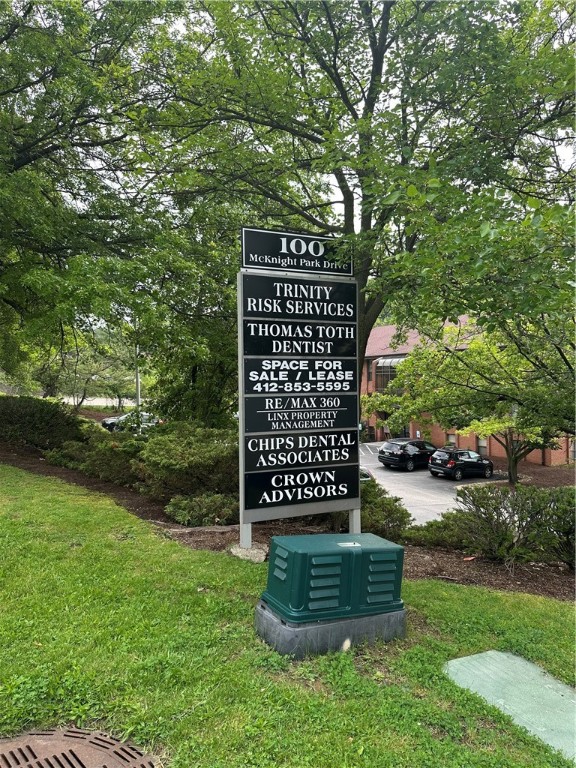 100
McKnight Park Drive
TRINITY
RISK SERVICES
THOMAS TOTH
DENTIST
SPACE FOR
SALE / LEASE
412-853-5595
RE/MAX 360
LINX PROPERTY
MANAGEMENT
CHIPS DENTAL
ASSOCIATES
CROWN
ADVISORS